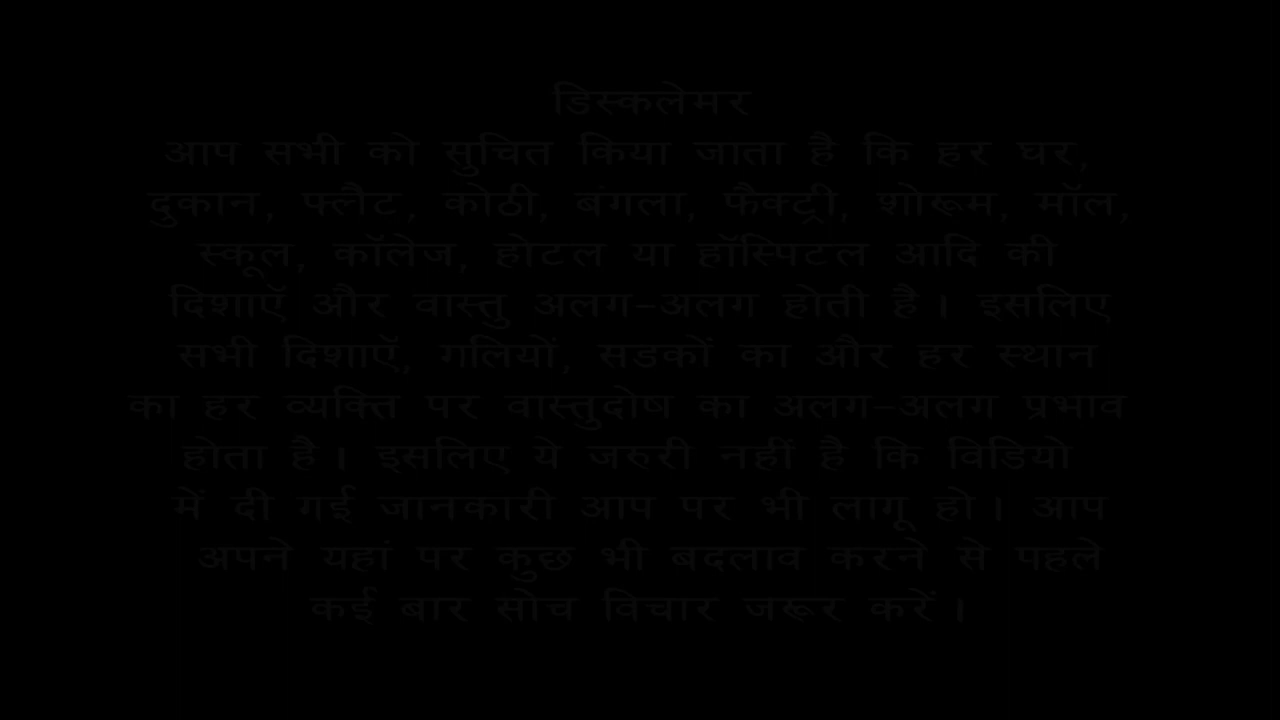 डिस्कलेमर
आप सभी को सुचित किया जाता है कि हर घर,
दुकान, फ्लैट, कोठी, बंगला, फैक्ट्री, शोरूम, मॉल,
स्कूल, कॉलेज, होटल या हॉस्पिटल आदि की
दिशाएॅ और वास्तु अलग–अलग होती है। इसलिए
सभी दिशाएॅ, गलियों, सडकों का और हर स्थान
का हर व्यक्ति पर वास्तुदोष का अलग–अलग प्रभाव
होता है। इसलिए ये जरुरी नहीं है कि विडियो
में दी गई जानकारी आप पर भी लागू हो। आप
अपने यहां पर कुछ भी बदलाव करने से पहले
कई बार सोच विचार जरूर करें।